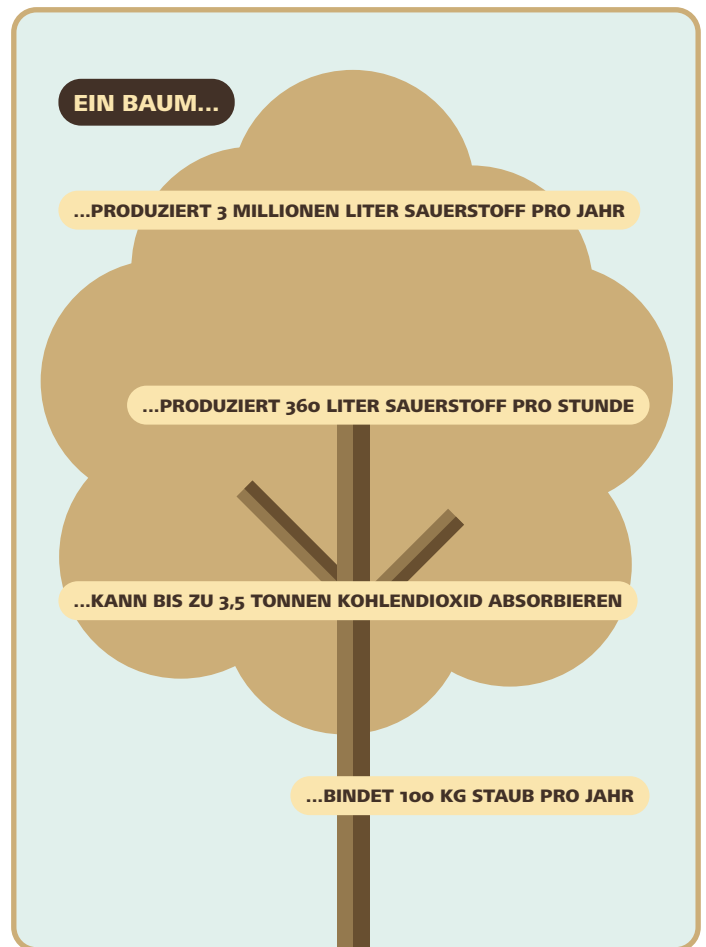 EIN BAUM...
...PRODUZIERT 3 MILLIONEN LITER SAUERSTOFF PRO JAHR
...PRODUZIERT 360 LITER SAUERSTOFF PRO STUNDE
...KANN BIS ZU 3,5 TONNEN KOHLENDIOXID ABSORBIEREN
...BINDET 100 KG STAUB PRO JAHR